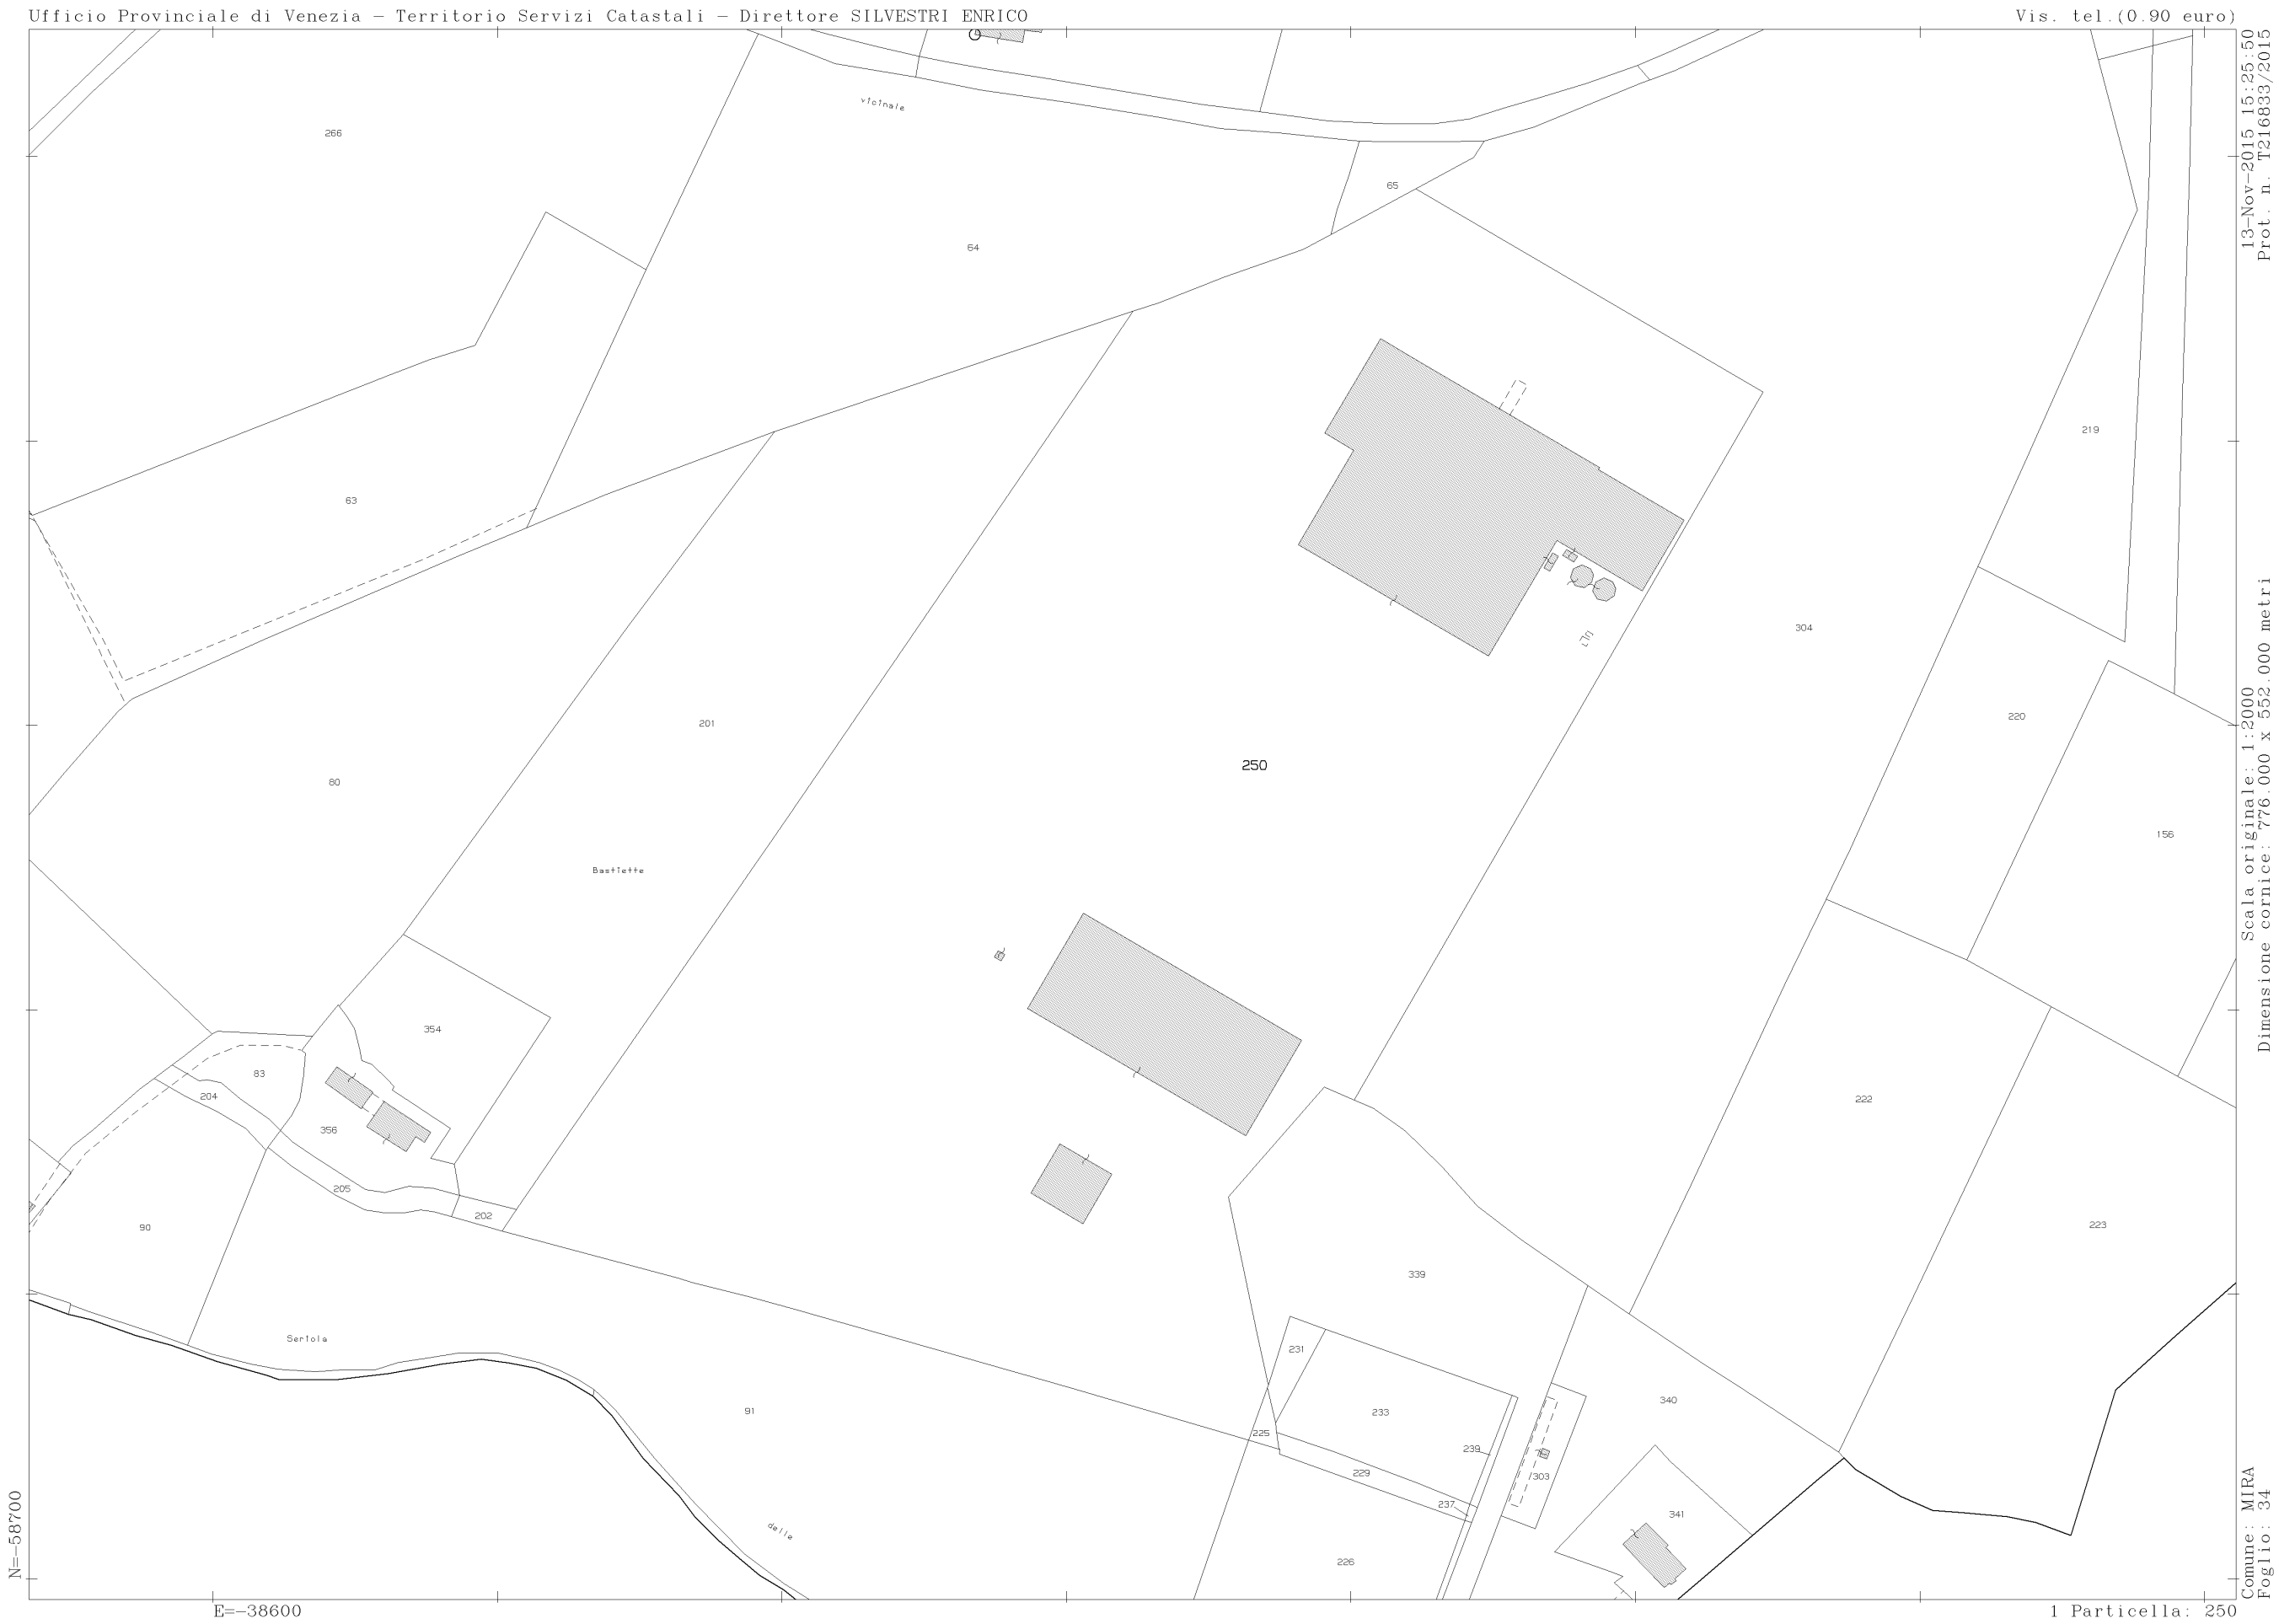 Ufficio Provinciale di Venezia - Territorio Servizi Catastali - Direttore SILVESTRI ENRICO
Vis. tel.(0.90 euro)
13-Nov-2015 15:25:50
Prot. n. T216833/2015
Scala originale: 1:2000
Dimensione cornice: 776.000 x 552.000 metri
Comune: MIRA
Foglio: 34
vicinale
266
65
64
219
63
304
220
201
250
80
156
Bastiette
354
83
204
222
356
205
202
223
90
339
Seriola
231
340
91
233
225
239
229
303
237
341
delle
226
N=-58700
E=-38600
1 Particella: 250